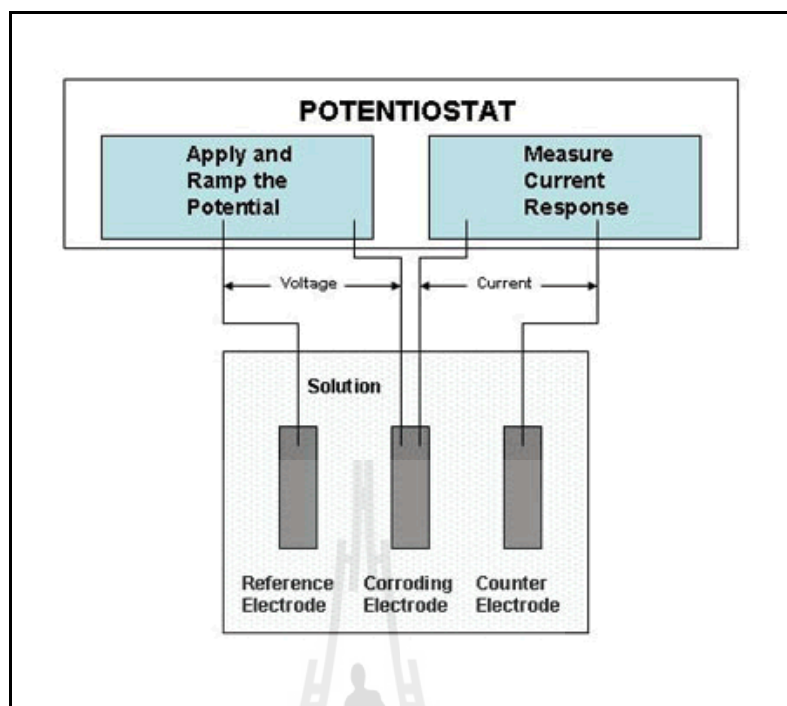 POTENTIOSTAT
Apply and
Ramp the
Potential
Measure
Current
Response
Voltage
Current
Solution
Reference
Electrode
Corroding
Electrode
Counter
Electrode